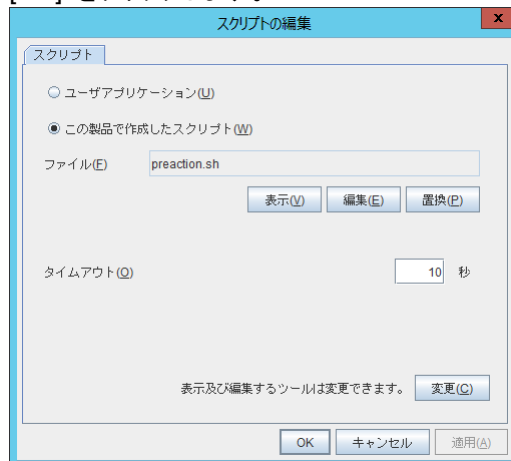 スクリプトの編集
x
スクリプト
ユーザアプリケーション(U)
この製品で作成したスクリプト(W)
ファイル(F) preaction.sh
表示(V) 編集(E) 置換(P)
タイムアウト(O) 10 秒
表示及び編集するツールは変更できます。 変更(C)
OK キャンセル 適用(A)